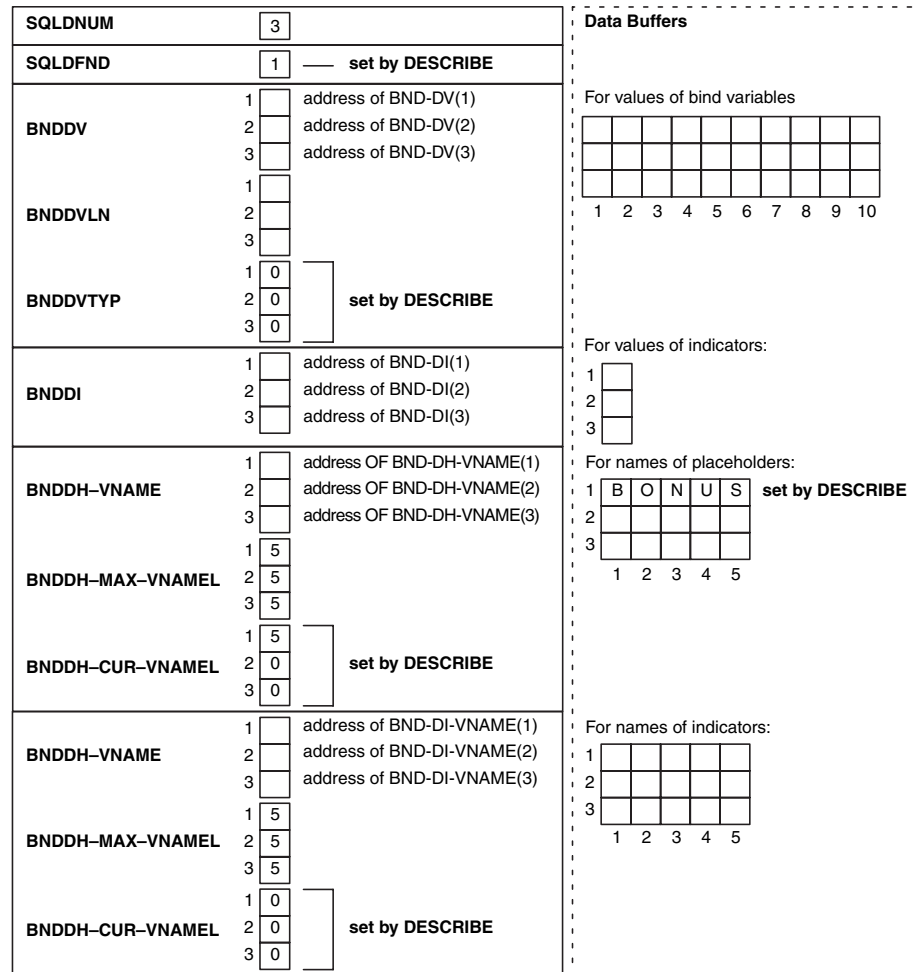 SQLDNUM 3
SQLDFND 1 set by DESCRIBE
BNDDV
1 address of BND-DV(1)
2 address of BND-DV(2)
3 address of BND-DV(3)
BNDDVLN
1
2
3
BNDDVTYP
1 0
2 0
3 0
set by DESCRIBE
BNDDI
1 address of BND-DI(1)
2 address of BND-DI(2)
3 address of BND-DI(3)
BNDDH–VNAME
1 address OF BND-DH-VNAME(1)
2 address OF BND-DH-VNAME(2)
3 address OF BND-DH-VNAME(3)
BNDDH–MAX–VNAMEL
1 5
2 5
3 5
BNDDH–CUR–VNAMEL
1 5
2 0
3 0
set by DESCRIBE
BNDDH–VNAME
1 address of BND-DI-VNAME(1)
2 address of BND-DI-VNAME(2)
3 address of BND-DI-VNAME(3)
BNDDH–MAX–VNAMEL
1 5
2 5
3 5
BNDDH–CUR–VNAMEL
1 0
2 0
3 0
set by DESCRIBE
Data Buffers
For values of bind variables
1 2 3 4 5 6 7 8 9 10
For values of indicators:
1
2
3
For names of placeholders:
1 B O N U S set by DESCRIBE
2
3
1 2 3 4 5
For names of indicators:
1
2
3
1 2 3 4 5